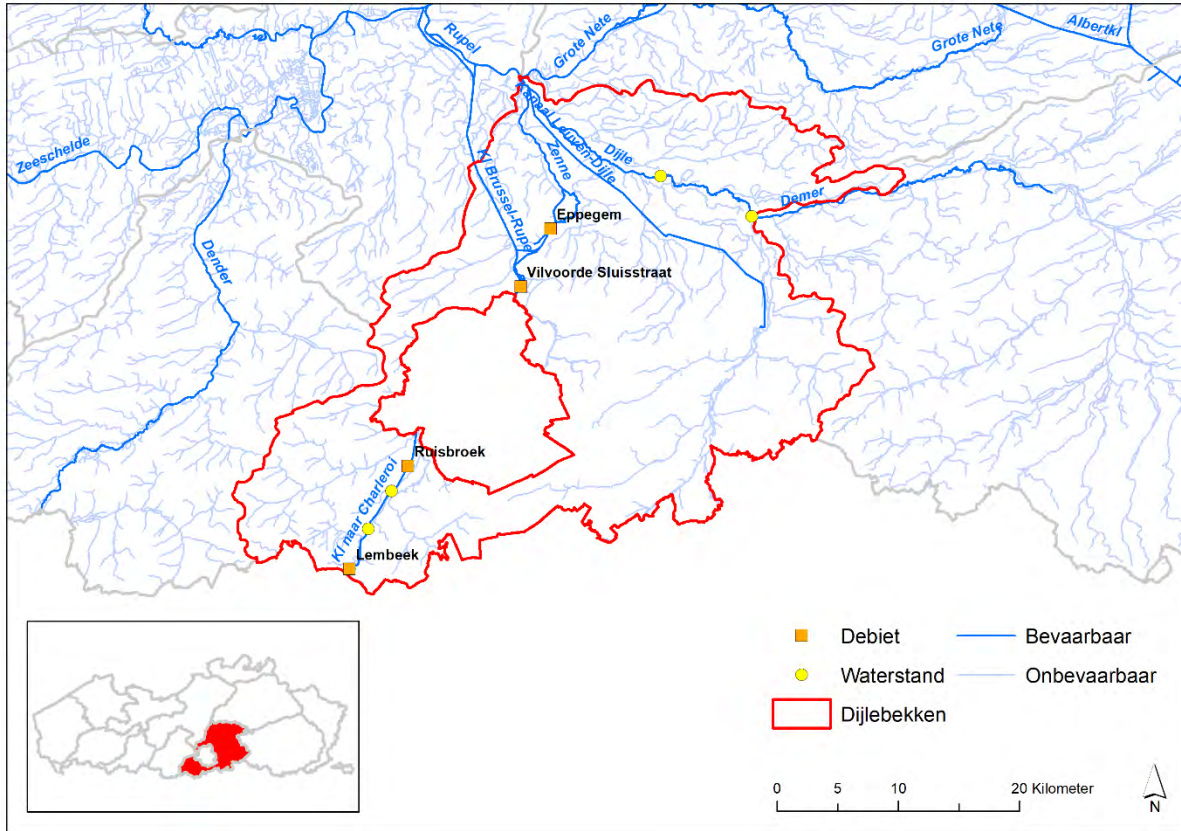 Rupel
Grote Nete
Grote Nete
Albertkl
Zeeschelde
Dender
Kl Brussel-Rupel
Zenne
Kanaal Leuven-Dijle
Dijle
Demer
Eppegem
Vilvoorde Sluisstraat
Ruisbroek
Kl naar Charleroi
Lembeek
Debiet
Bevaarbaar
Waterstand
Onbevaarbaar
Dijlebekken
0 5 10 20 Kilometer
N